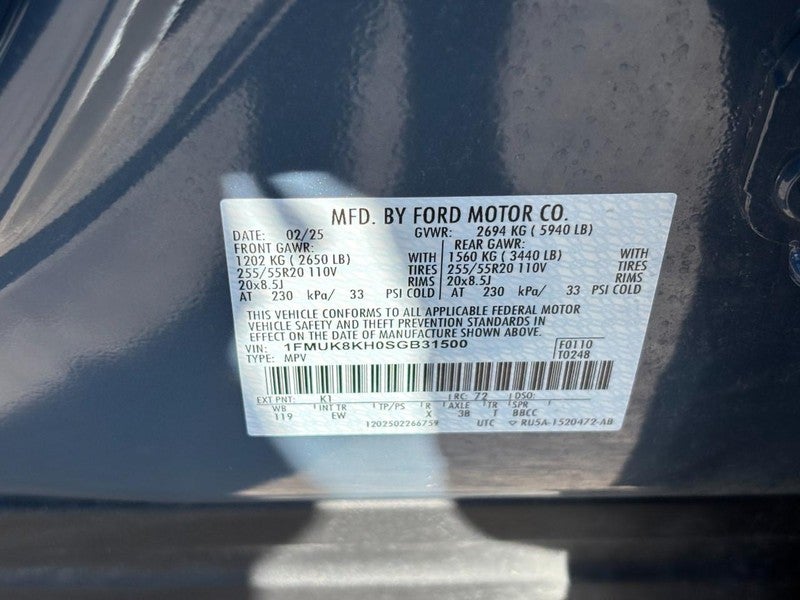 MFD. BY FORD MOTOR CO.
DATE: 02/25 GVWR: 2694 KG ( 5940 LB)
FRONT GAWR: REAR GAWR:
1202 KG ( 2650 LB) WITH 1560 KG ( 3440 LB) WITH
255/55R20 110V TIRES 255/55R20 110V TIRES
20x8.5J RIMS 20x8.5J RIMS
AT 230 kPa/ 33 PSI COLD AT 230 kPa/ 33 PSI COLD
THIS VEHICLE CONFORMS TO ALL APPLICABLE FEDERAL MOTOR
VEHICLE SAFETY AND THEFT PREVENTION STANDARDS IN
EFFECT ON THE DATE OF MANUFACTURE SHOWN ABOVE.
VIN: 1FMUK8KH0SGB31500 F0110
TYPE: MPV T0248
EXT PNT: K1 RC: 72 DSO:
WB INT TR TP/PS R AXLE TR SPR
119 EW X 3B T BBCC
1202502266759 UTC RU5A-1520472-AB